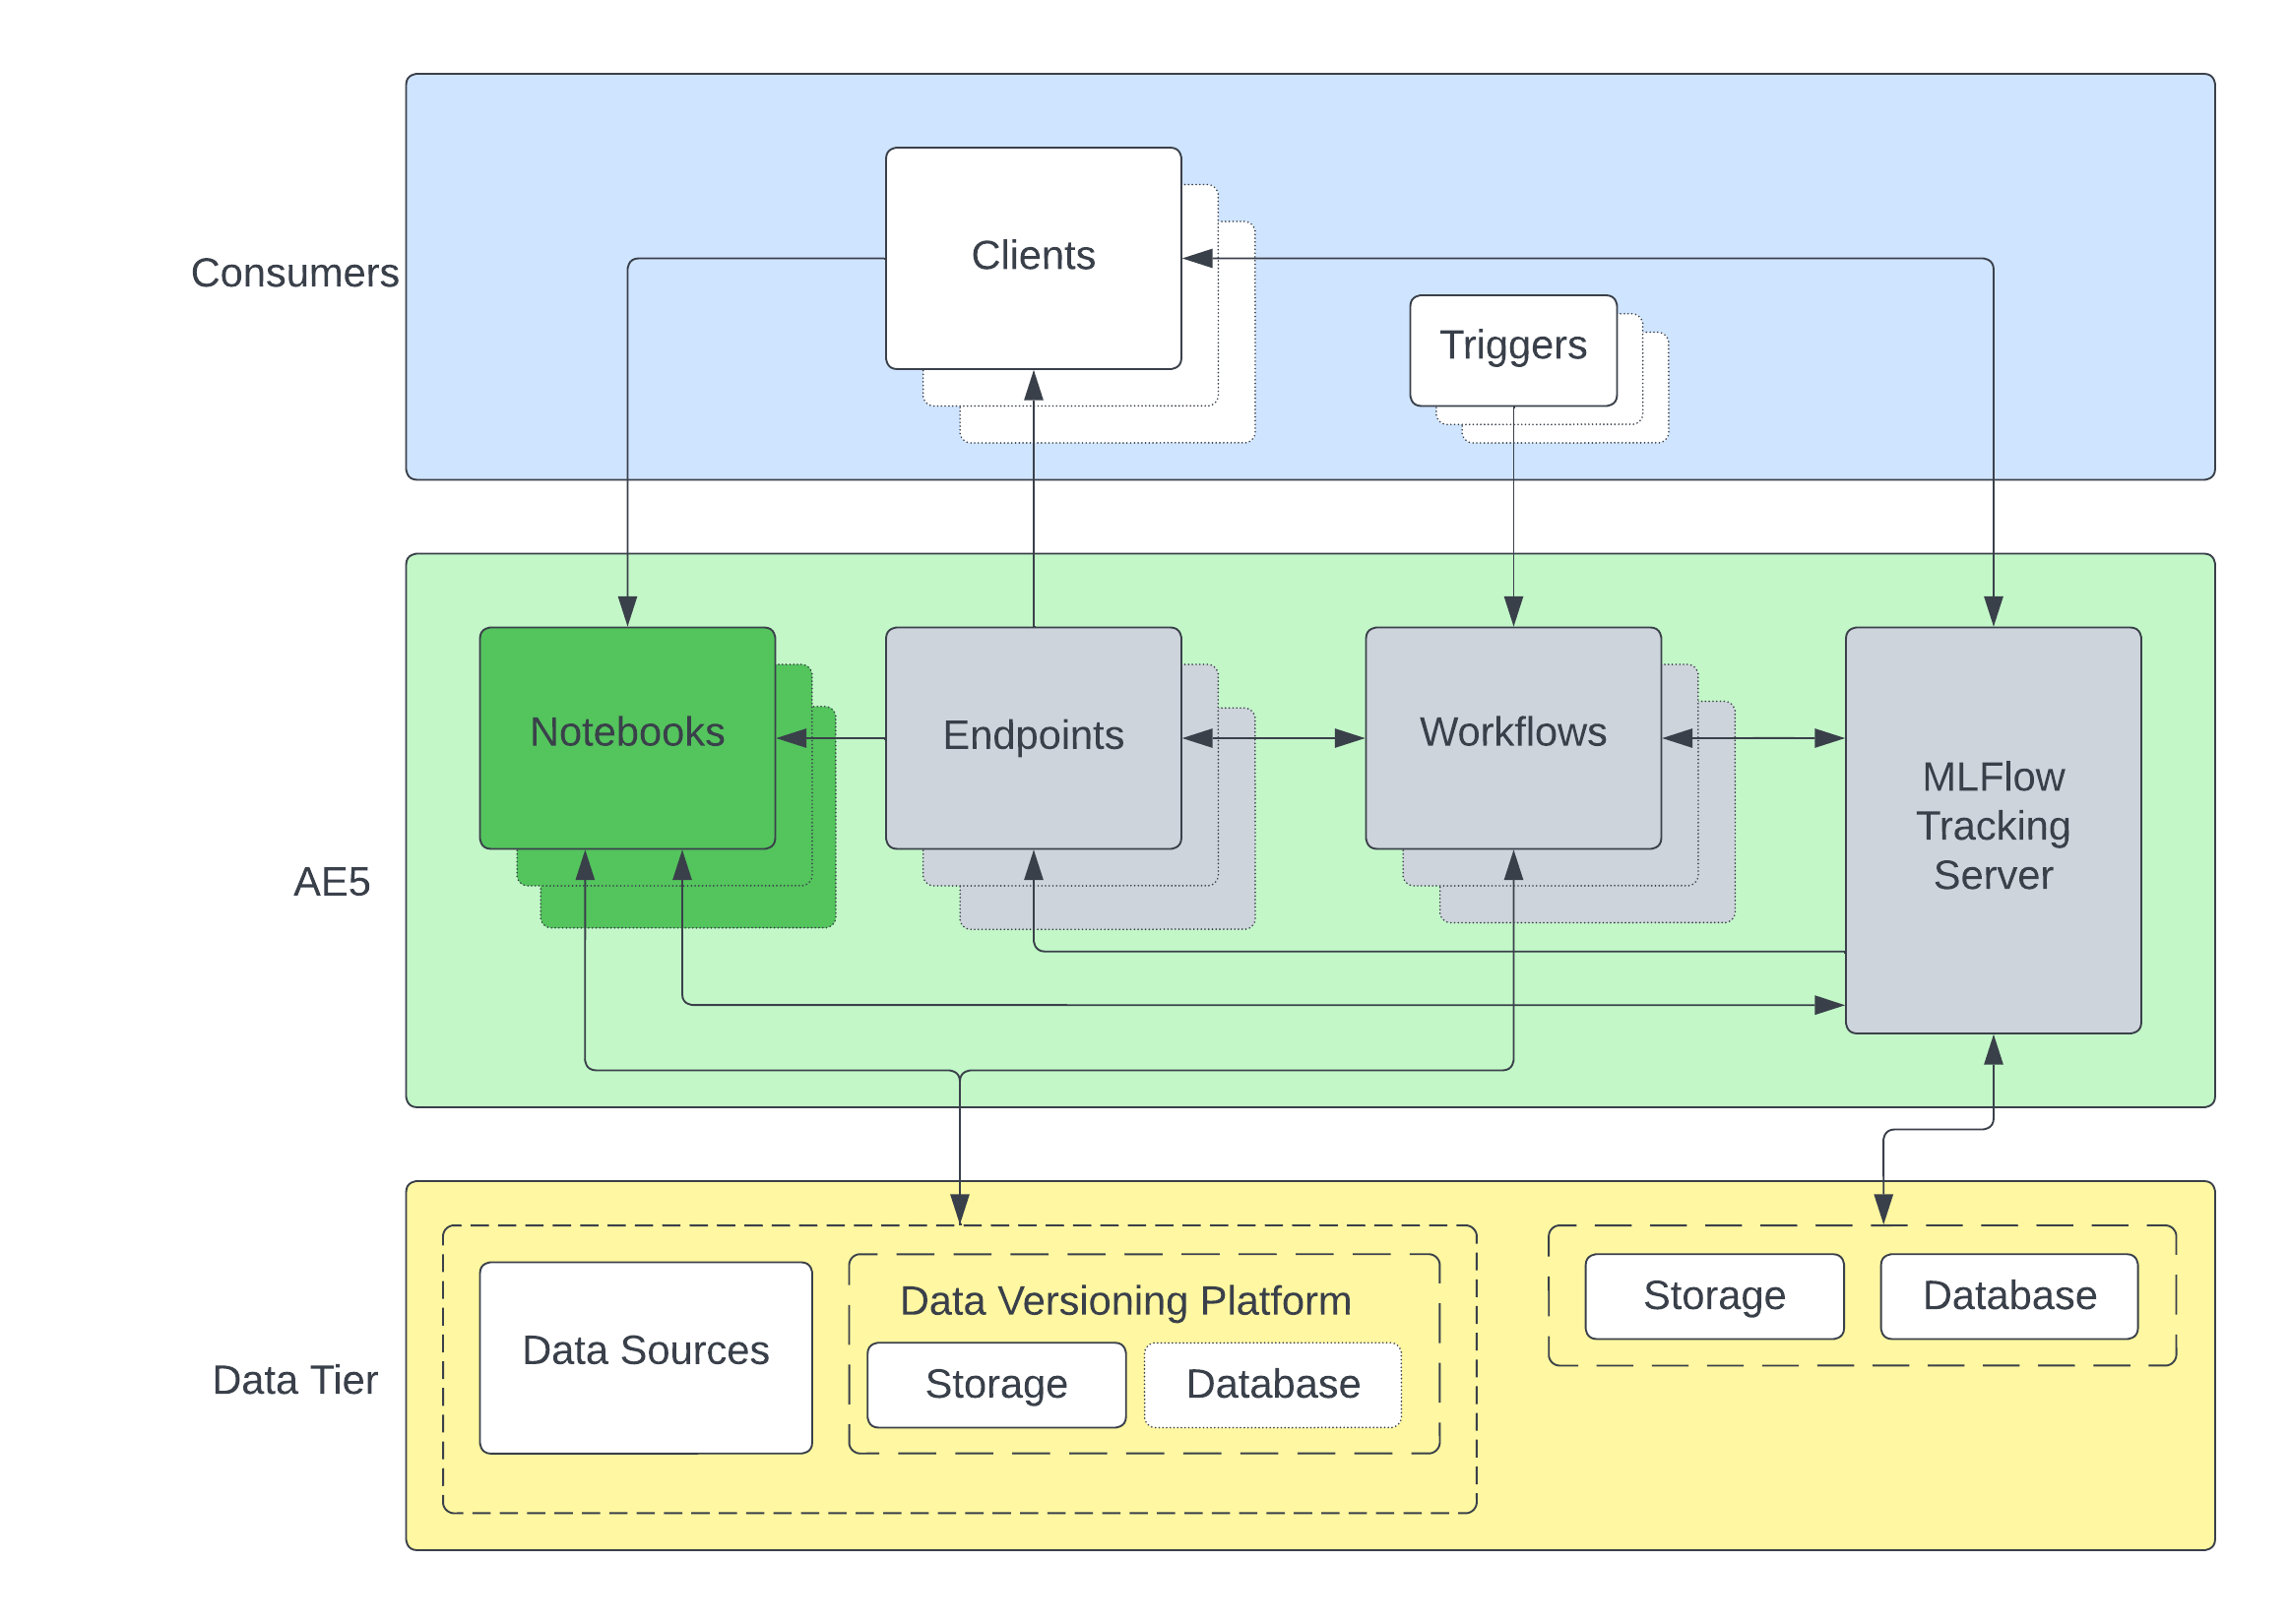 Consumers
Clients
Triggers
AE5
Notebooks
Endpoints
Workflows
MLFlow
Tracking
Server
Data Tier
Data Sources
Data Versioning Platform
Storage
Database
Storage
Database